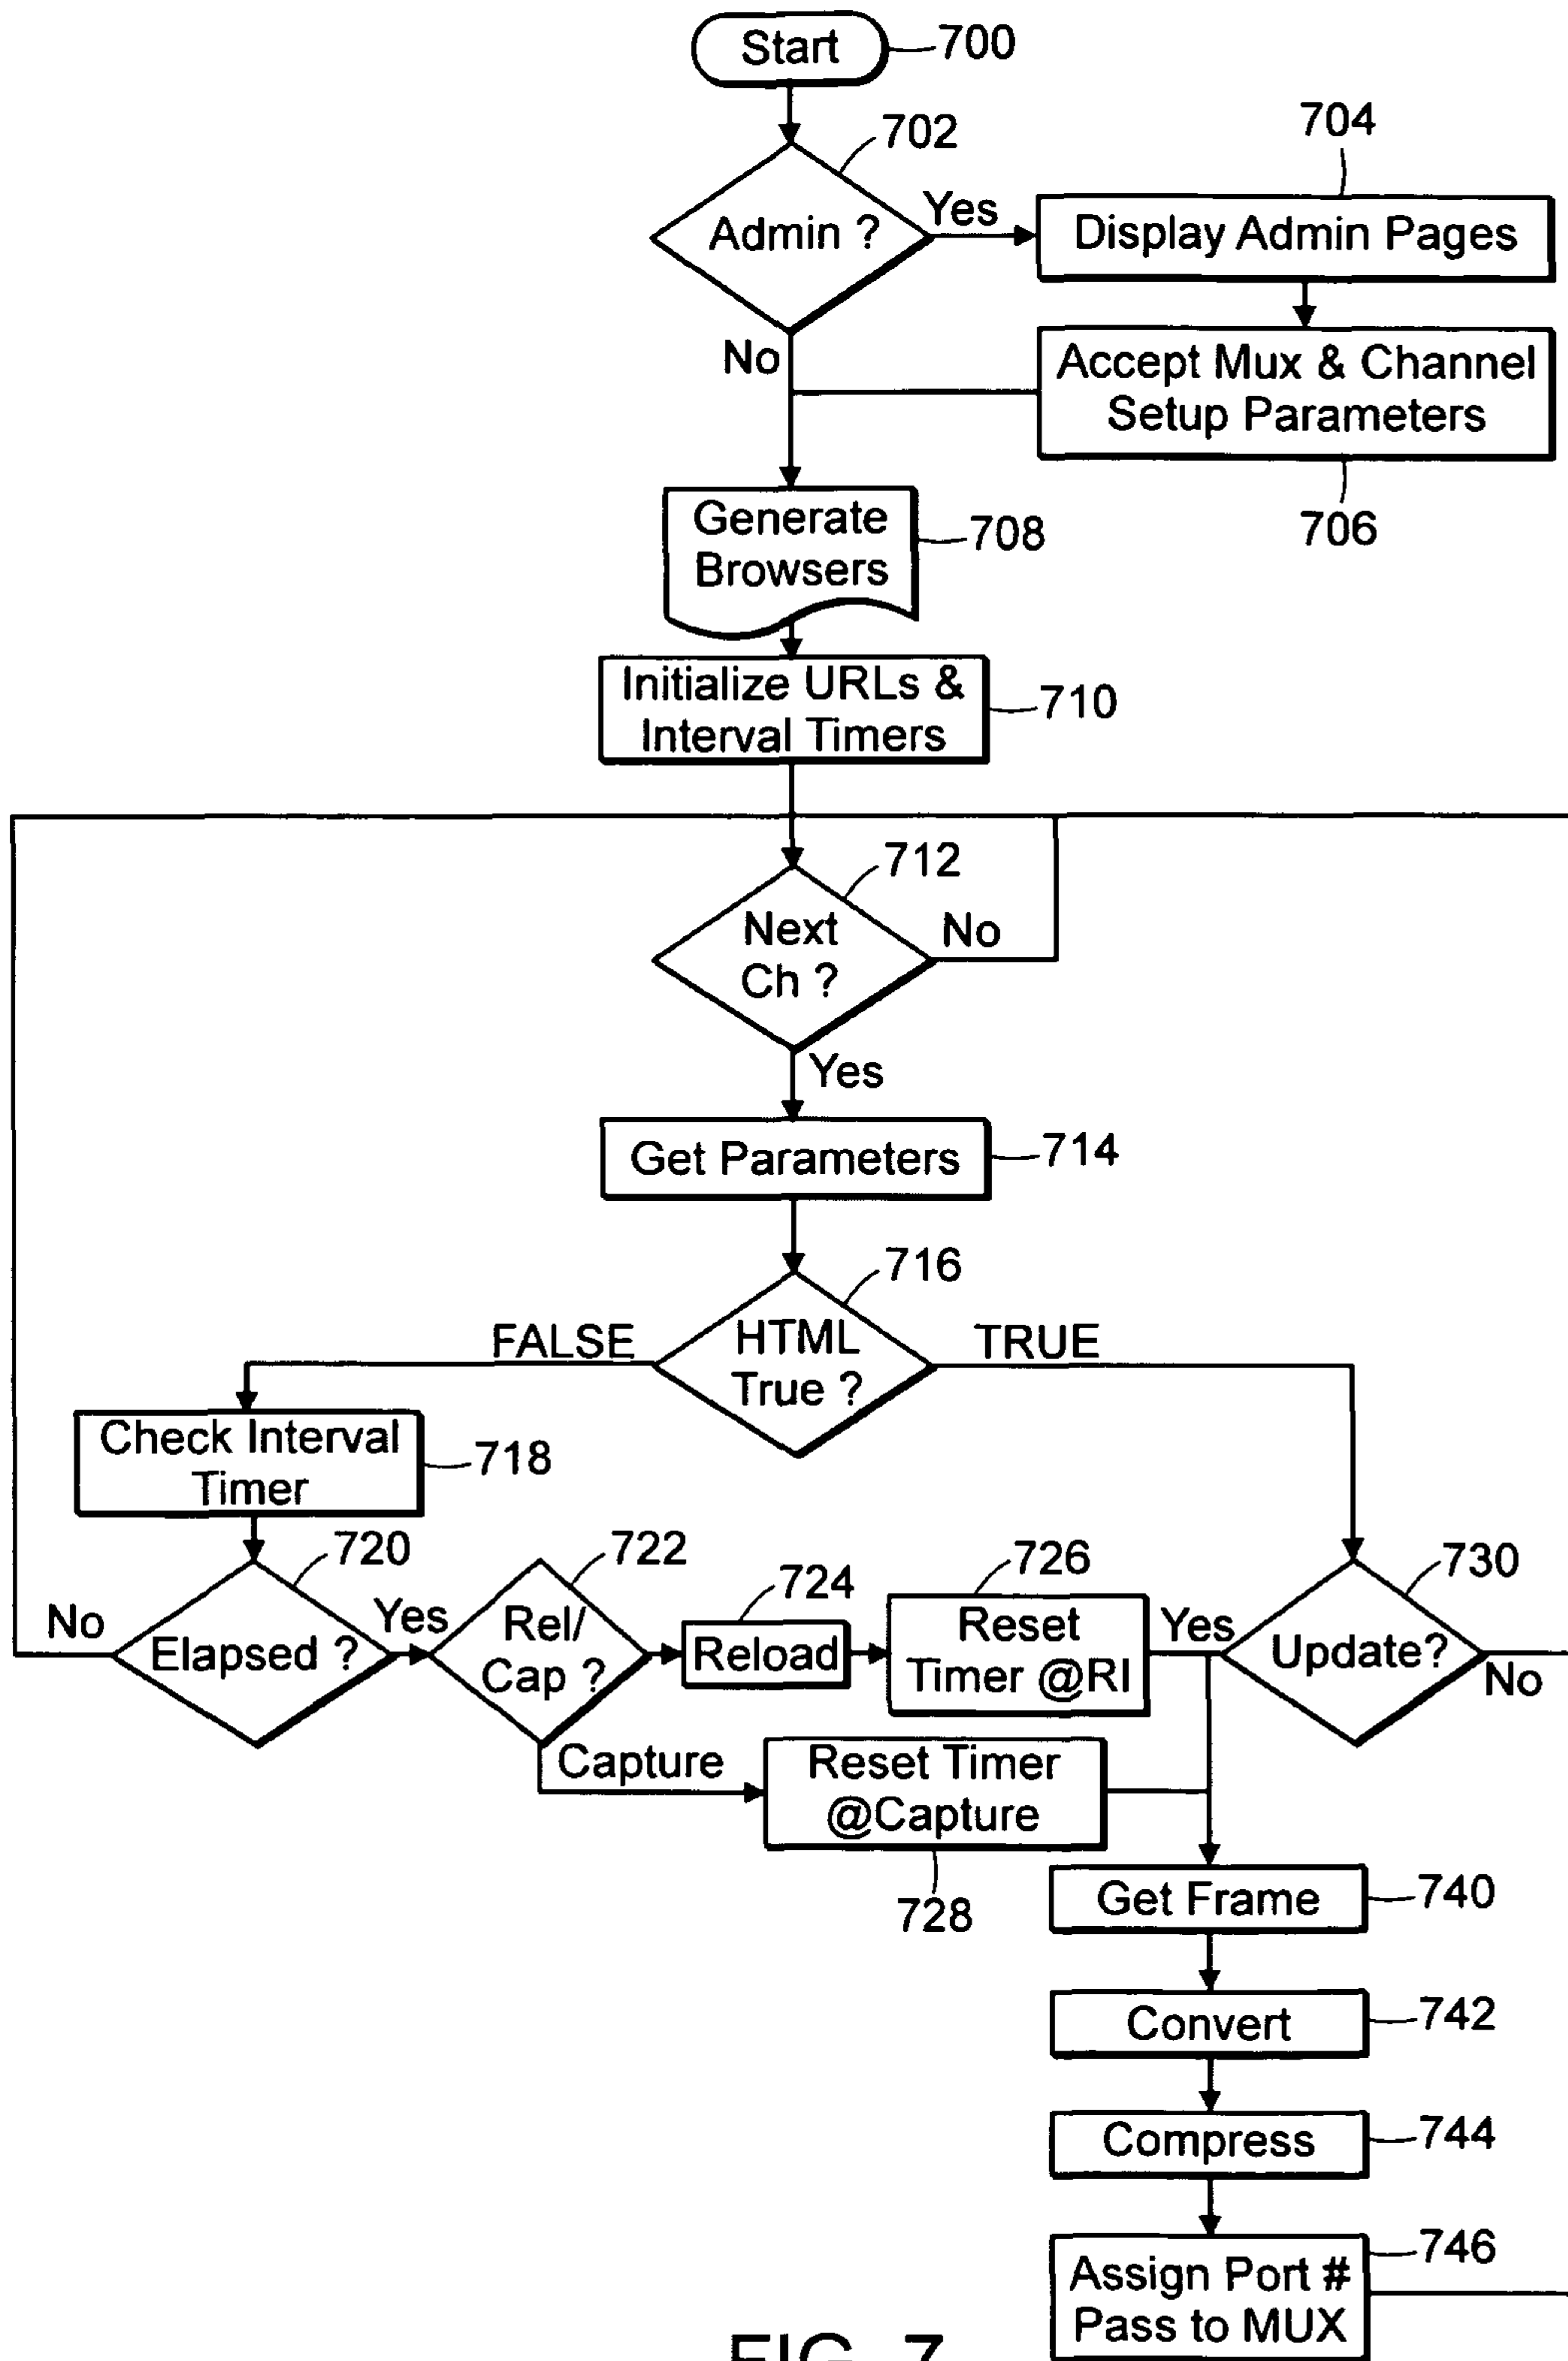 Start
700
702
704
Admin ?
Yes
Display Admin Pages
No
Accept Mux & Channel
Setup Parameters
706
Generate
Browsers
708
Initialize URLs &
Interval Timers
710
712
Next
Ch ?
No
Yes
Get Parameters
714
716
HTML
True ?
FALSE
TRUE
Check Interval
Timer
718
720
722
724
726
730
No
Elapsed ?
Yes
Rel/
Cap ?
Reload
Reset
Timer @RI
Yes
Update?
No
Capture
Reset Timer
@Capture
728
Get Frame
740
Convert
742
Compress
744
Assign Port #
Pass to MUX
746
FIG. 7